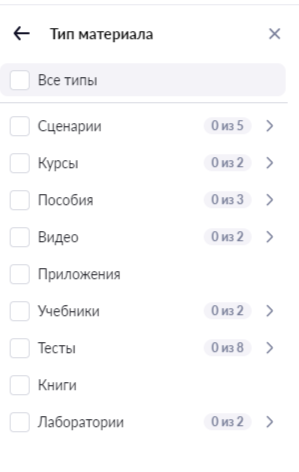 Тип материала
Все типы
Сценарии 0 из 5
Курсы 0 из 2
Пособия 0 из 3
Видео 0 из 2
Приложения
Учебники 0 из 2
Тесты 0 из 8
Книги
Лаборатории 0 из 2